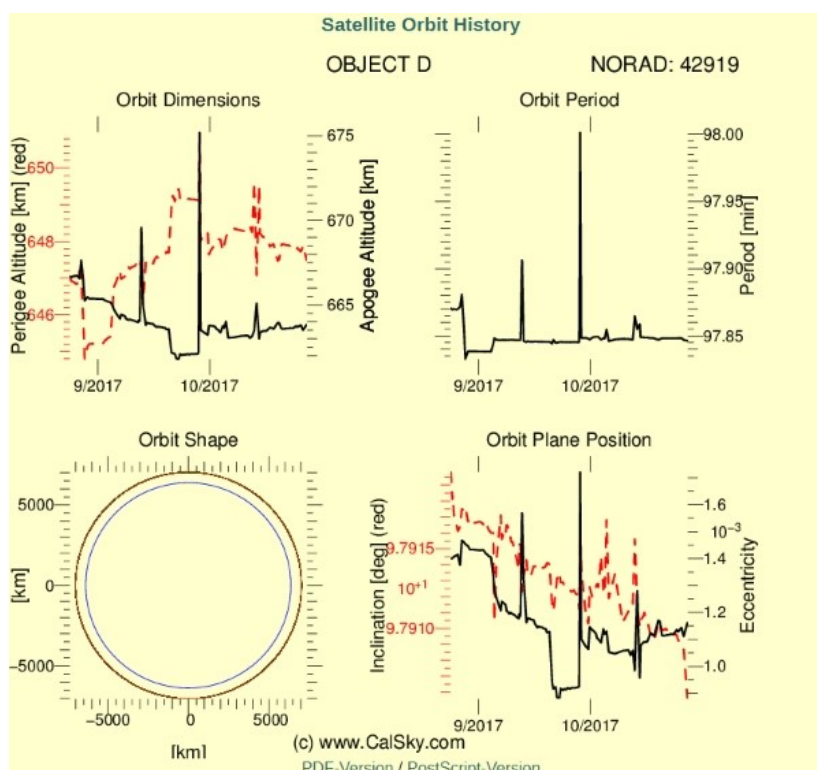 Satellite Orbit History
OBJECT D NORAD: 42919
Orbit Dimensions
Perigee Altitude [km] (red)
650
648
646
675
670
665
Apogee Altitude [km]
9/2017 10/2017
Orbit Period
98.00
97.95
97.90
97.85
Period [min]
9/2017 10/2017
Orbit Shape
[km]
5000
0
−5000
−5000 0 5000
[km]
Orbit Plane Position
Inclination [deg] (red)
9.7915
10+1
9.7910
1.6
10-3
1.4
1.2
1.0
Eccentricity
9/2017 10/2017
(c) www.CalSky.com
PDF-Version / PostScript-Version